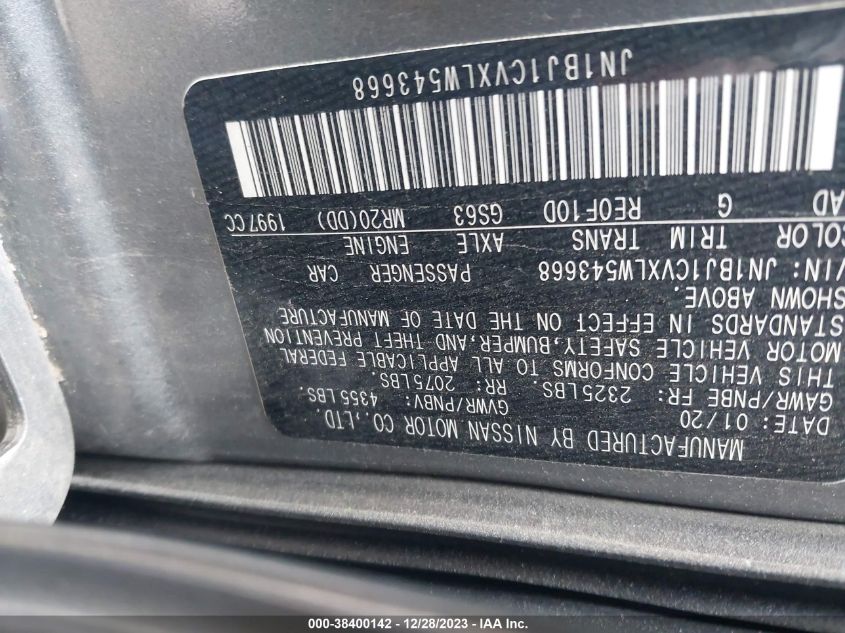 MANUFACTURED BY NISSAN MOTOR CO.,LTD.
DATE: 01/20 GVWR/PNBV: 4355LBS.
GAWR/PNBE FR: 2325LBS. RR: 2075LBS.
THIS VEHICLE CONFORMS TO ALL APPLICABLE FEDERAL
MOTOR VEHICLE SAFETY,BUMPER,AND THEFT PREVENTION
STANDARDS IN EFFECT ON THE DATE OF MANUFACTURE
SHOWN ABOVE.
VIN: JN1BJ1CVXLW543668 PASSENGER CAR
COLOR TRIM TRANS AXLE ENGINE
G RE0F10D GS63 MR20(DD) 1997CC
JN1BJ1CVXLW543668
000-38400142 - 12/28/2023 - IAA Inc.